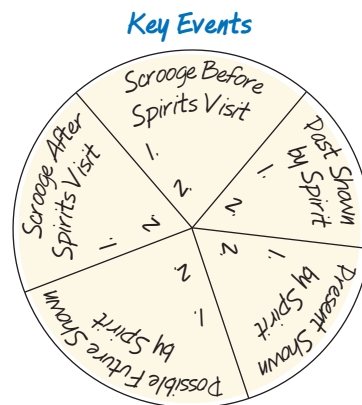 Key Events
Scrooge Before
Spirits Visit
1.
2.
Past Shown
by Spirit
1.
2.
Present Shown
by Spirit
1.
2.
Possible Future Shown
by Spirit
1.
2.
Scrooge After
Spirits Visit
1.
2.